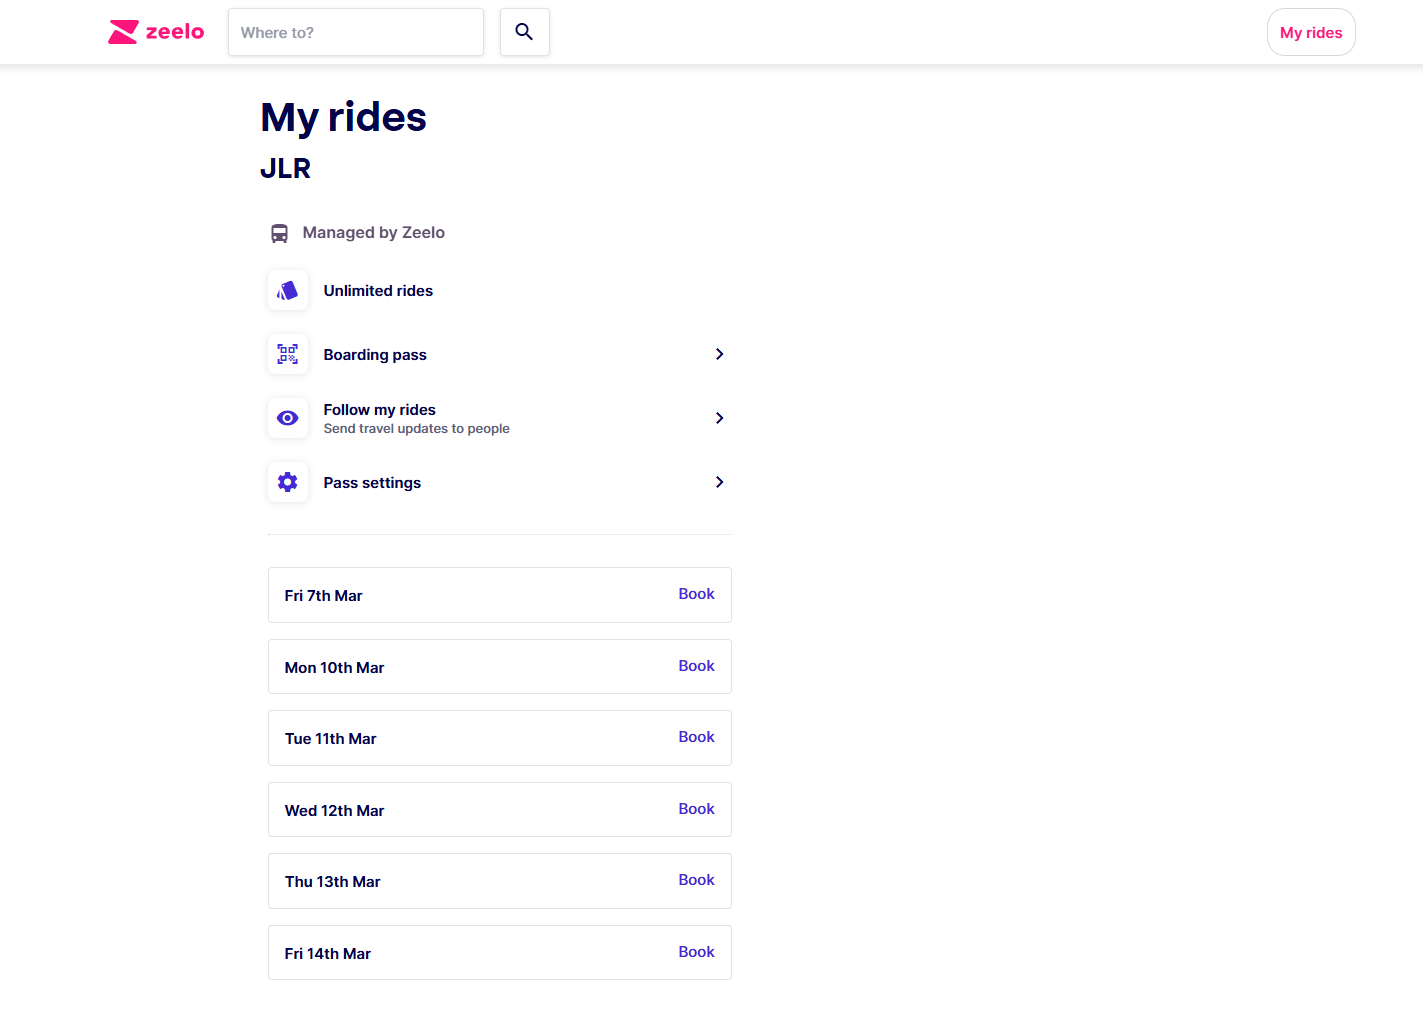 zeelo
Where to?
My rides
My rides
JLR
Managed by Zeelo
Unlimited rides
Boarding pass
Follow my rides
Send travel updates to people
Pass settings
Fri 7th Mar Book
Mon 10th Mar Book
Tue 11th Mar Book
Wed 12th Mar Book
Thu 13th Mar Book
Fri 14th Mar Book